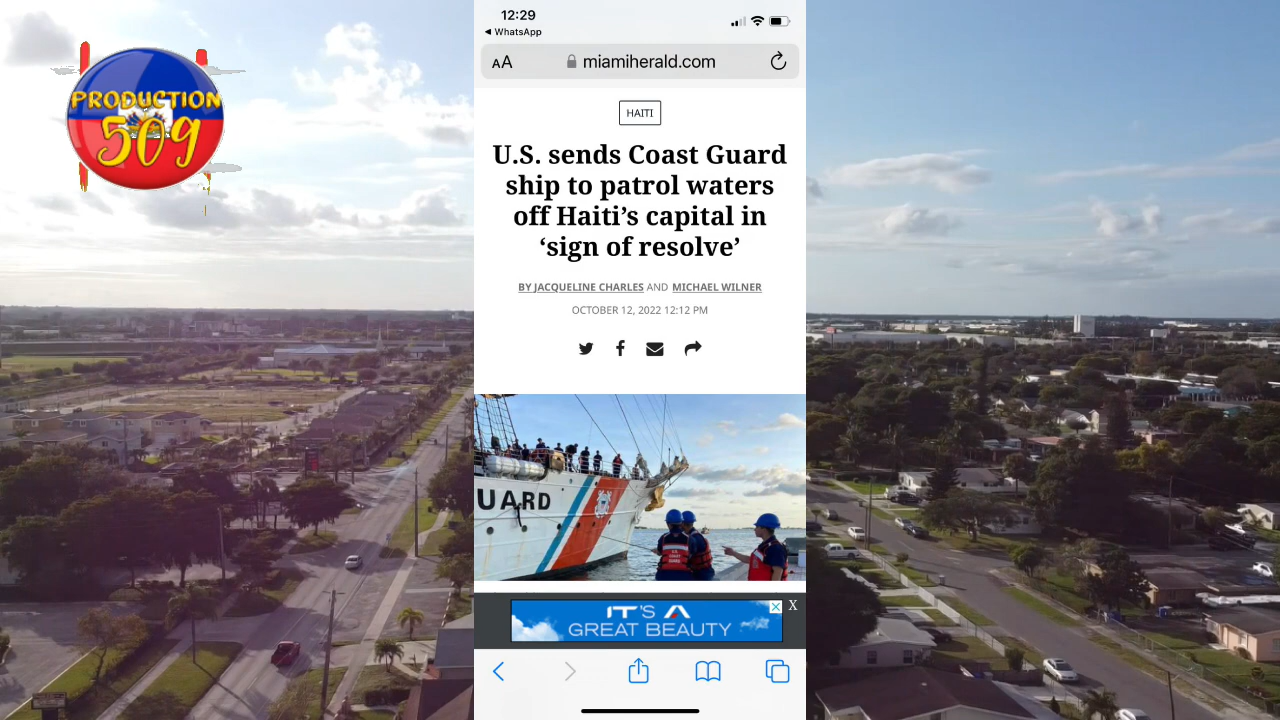 PRODUCTION
509
12:29
◀ WhatsApp
AA miamiherald.com
HAITI
U.S. sends Coast Guard
ship to patrol waters
off Haiti’s capital in
‘sign of resolve’
BY JACQUELINE CHARLES AND MICHAEL WILNER
OCTOBER 12, 2022 12:12 PM
UARD
X
IT'S A
GREAT BEAUTY